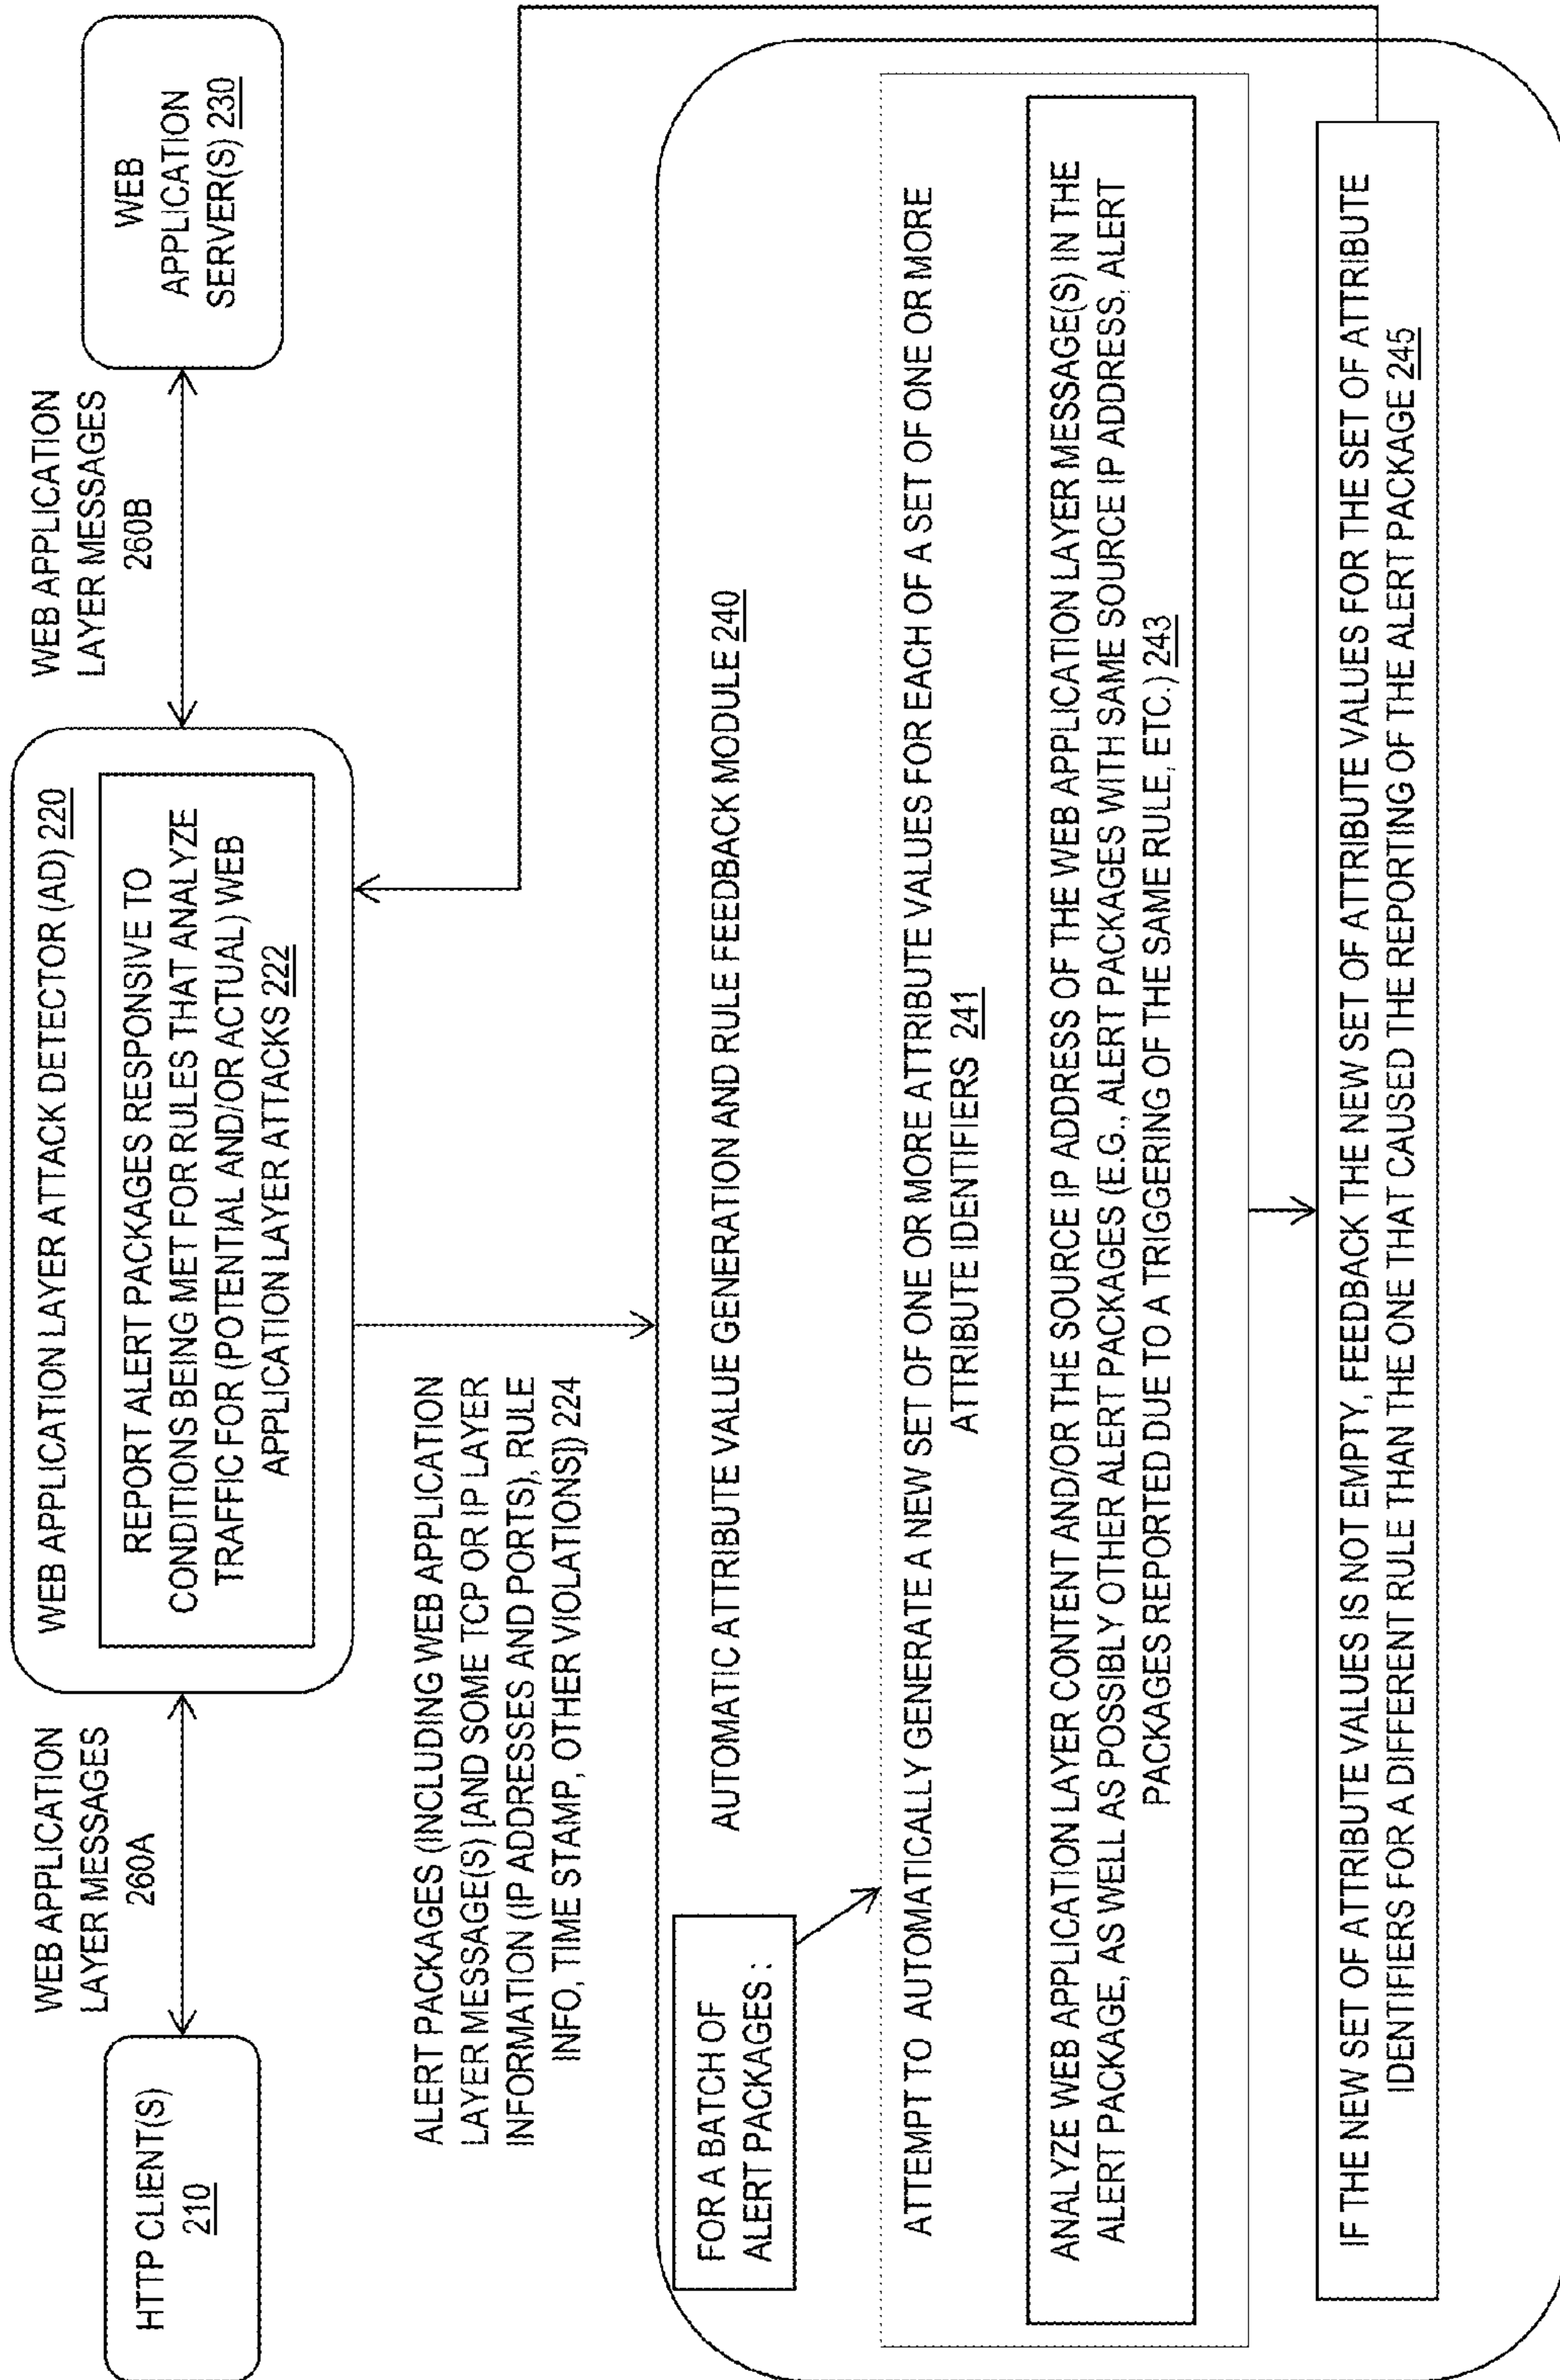 WEB APPLICATION
LAYER MESSAGES
260A
WEB APPLICATION
LAYER MESSAGES
260B
HTTP CLIENT(S)
210
WEB APPLICATION LAYER ATTACK DETECTOR (AD) 220
REPORT ALERT PACKAGES RESPONSIVE TO
CONDITIONS BEING MET FOR RULES THAT ANALYZE
TRAFFIC FOR (POTENTIAL AND/OR ACTUAL) WEB
APPLICATION LAYER ATTACKS 222
WEB
APPLICATION
SERVER(S) 230
ALERT PACKAGES (INCLUDING WEB APPLICATION
LAYER MESSAGE(S) [AND SOME TCP OR IP LAYER
INFORMATION (IP ADDRESSES AND PORTS), RULE
INFO, TIME STAMP, OTHER VIOLATIONS]) 224
AUTOMATIC ATTRIBUTE VALUE GENERATION AND RULE FEEDBACK MODULE 240
FOR A BATCH OF
ALERT PACKAGES :
ATTEMPT TO AUTOMATICALLY GENERATE A NEW SET OF ONE OR MORE ATTRIBUTE VALUES FOR EACH OF A SET OF ONE OR MORE
ATTRIBUTE IDENTIFIERS 241
ANALYZE WEB APPLICATION LAYER CONTENT AND/OR THE SOURCE IP ADDRESS OF THE WEB APPLICATION LAYER MESSAGE(S) IN THE
ALERT PACKAGE, AS WELL AS POSSIBLY OTHER ALERT PACKAGES (E.G., ALERT PACKAGES WITH SAME SOURCE IP ADDRESS, ALERT
PACKAGES REPORTED DUE TO A TRIGGERING OF THE SAME RULE, ETC.) 243
IF THE NEW SET OF ATTRIBUTE VALUES IS NOT EMPTY, FEEDBACK THE NEW SET OF ATTRIBUTE VALUES FOR THE SET OF ATTRIBUTE
IDENTIFIERS FOR A DIFFERENT RULE THAN THE ONE THAT CAUSED THE REPORTING OF THE ALERT PACKAGE 245